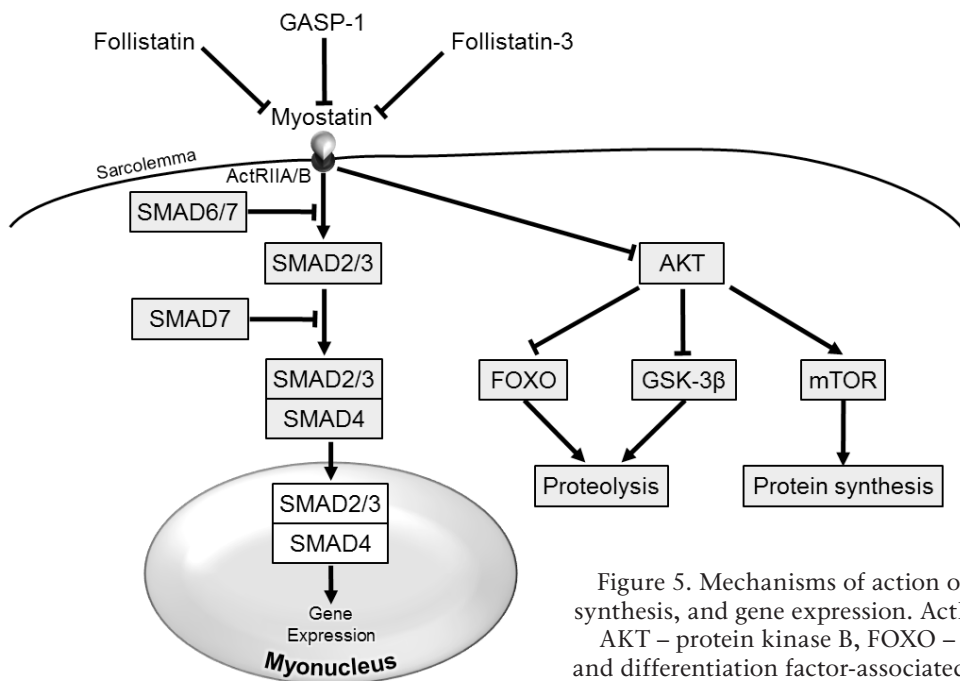 GASP-1
Follistatin
Follistatin-3
Myostatin
Sarcolemma
ActRIIA/B
SMAD6/7
SMAD2/3
AKT
SMAD7
SMAD2/3
SMAD4
FOXO
GSK-3β
mTOR
Proteolysis
Protein synthesis
SMAD2/3
SMAD4
Gene
Expression
Myonucleus
Figure 5. Mechanisms of action o
synthesis, and gene expression. Act
AKT – protein kinase B, FOXO –
and differentiation factor-associated